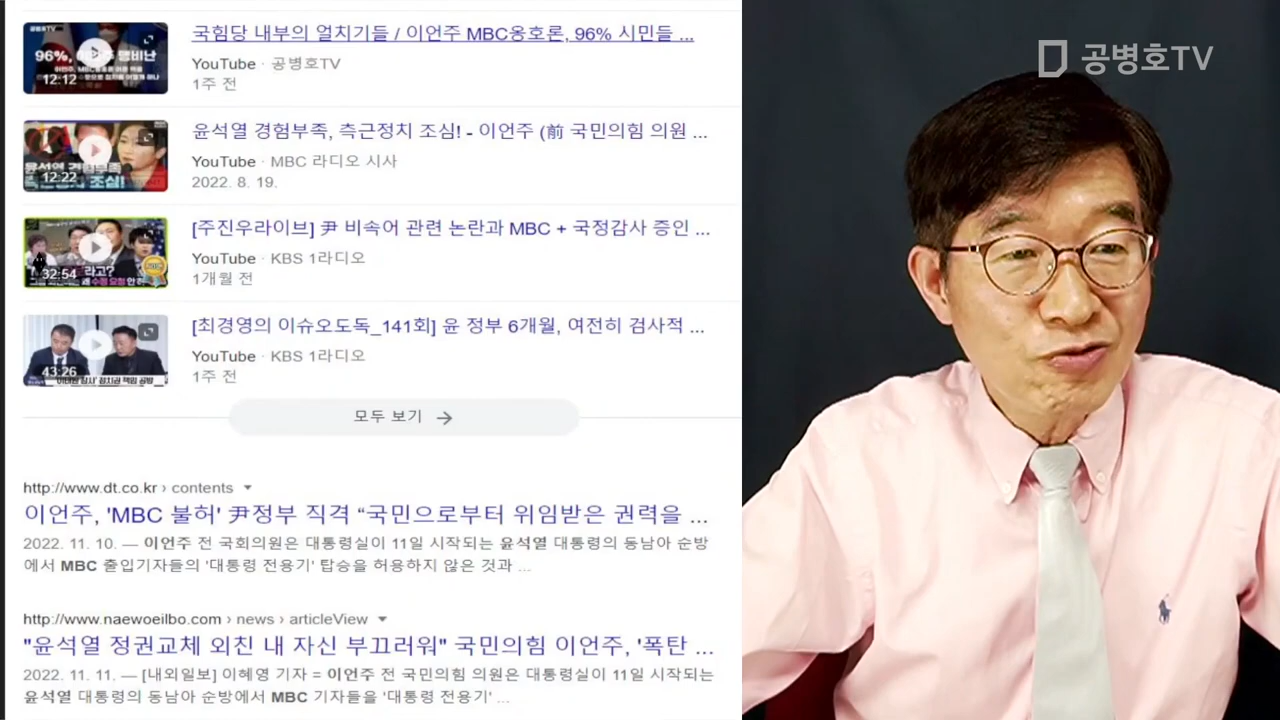 공병호TV
국힘당 내부의 얼치기들 / 이언주 MBC옹호론, 96% 시민들 ...
YouTube · 공병호TV
1주 전
12:12
윤석열 경험부족, 측근정치 조심! - 이언주 (前 국민의힘 의원 ...
YouTube · MBC 라디오 시사
2022. 8. 19.
12:22
[주진우라이브] 尹 비속어 관련 논란과 MBC + 국정감사 증인 ...
YouTube · KBS 1라디오
1개월 전
32:54
[최경영의 이슈오도독_141회] 윤 정부 6개월, 여전히 검사적 ...
YouTube · KBS 1라디오
1주 전
43:26
모두 보기 →
http://www.dt.co.kr › contents
이언주, 'MBC 불허' 尹정부 직격 “국민으로부터 위임받은 권력을 ...
2022. 11. 10. — 이언주 전 국회의원은 대통령실이 11일 시작되는 윤석열 대통령의 동남아 순방
에서 MBC 출입기자들의 '대통령 전용기' 탑승을 허용하지 않은 것과 ...
http://www.naewoeilbo.com › news › articleView
"윤석열 정권교체 외친 내 자신 부끄러워" 국민의힘 이언주, '폭탄 ...
2022. 11. 11. — [내외일보] 이혜영 기자 = 이언주 전 국민의힘 의원은 대통령실이 11일 시작되는
윤석열 대통령의 동남아 순방에서 MBC 기자들을 '대통령 전용기' ...